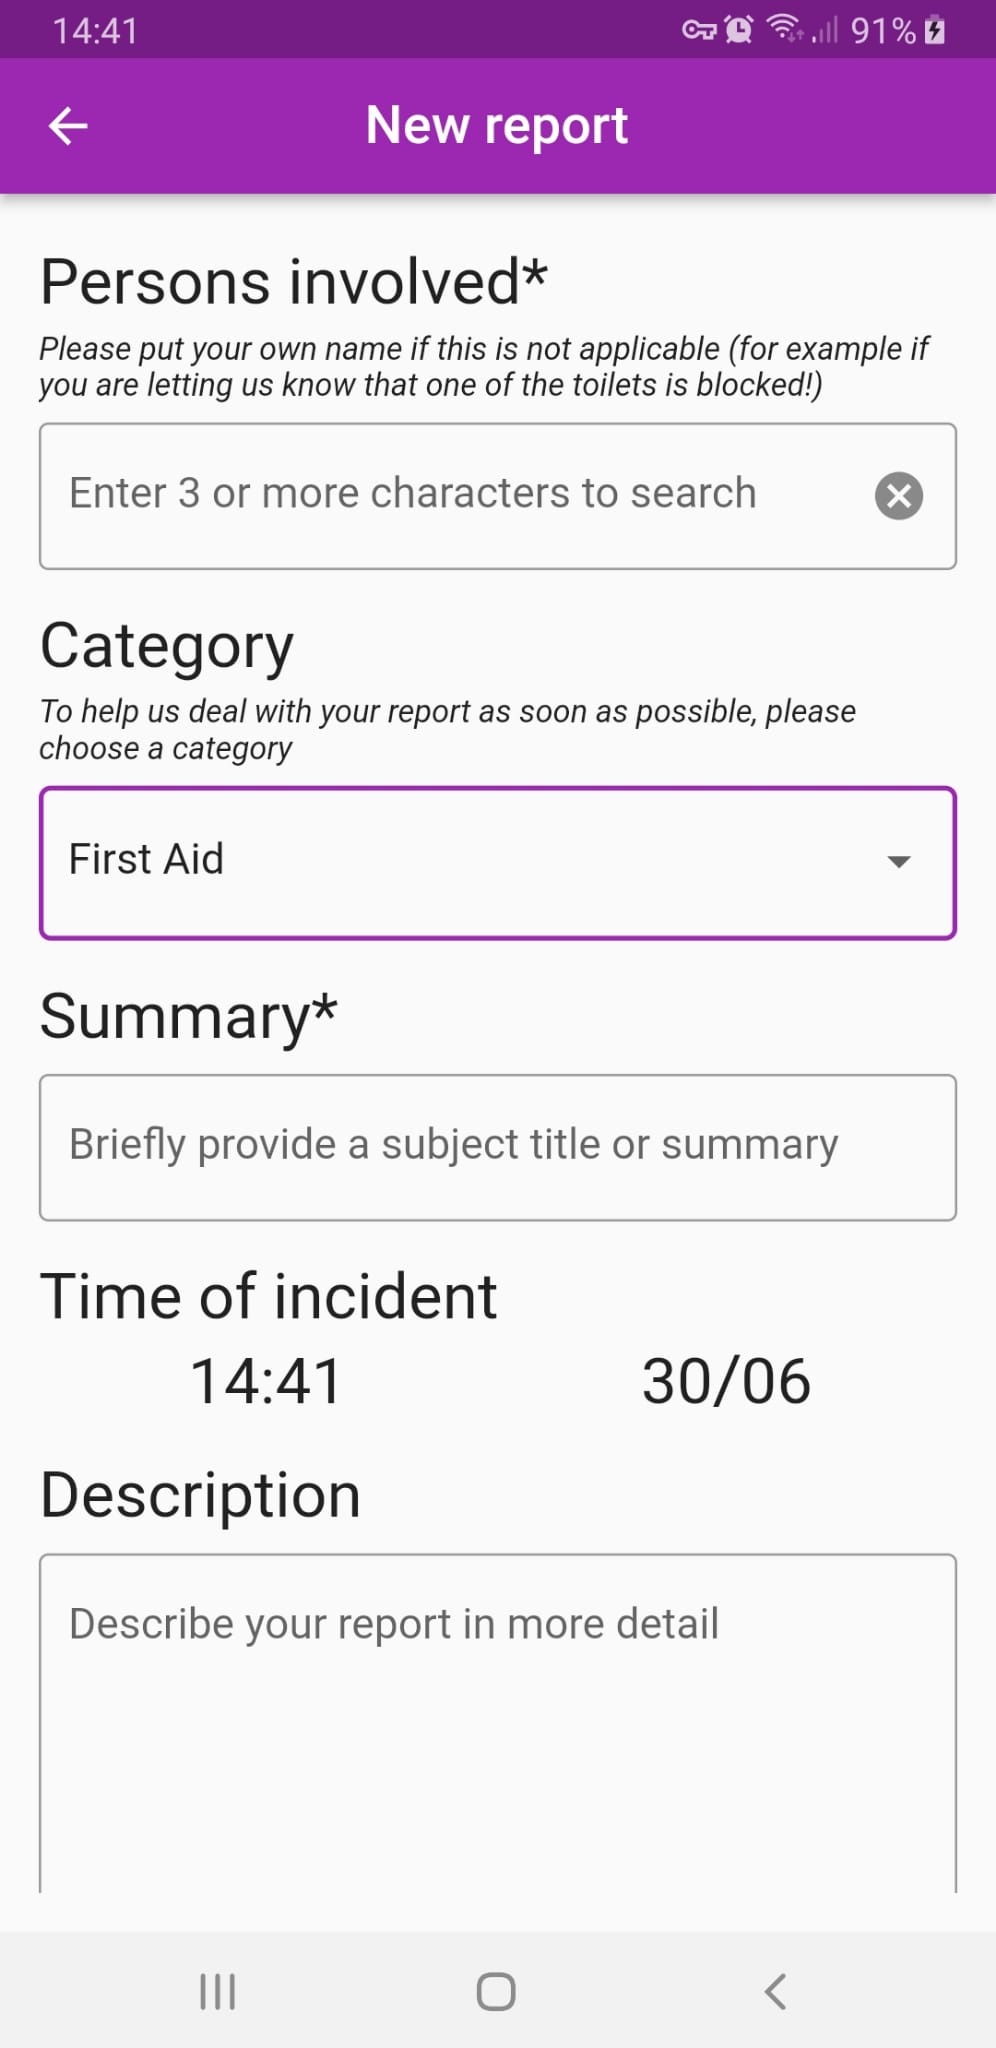 14:41
91%
New report
Persons involved*
Please put your own name if this is not applicable (for example if
you are letting us know that one of the toilets is blocked!)
Enter 3 or more characters to search
Category
To help us deal with your report as soon as possible, please
choose a category
First Aid
Summary*
Briefly provide a subject title or summary
Time of incident
14:41 30/06
Description
Describe your report in more detail